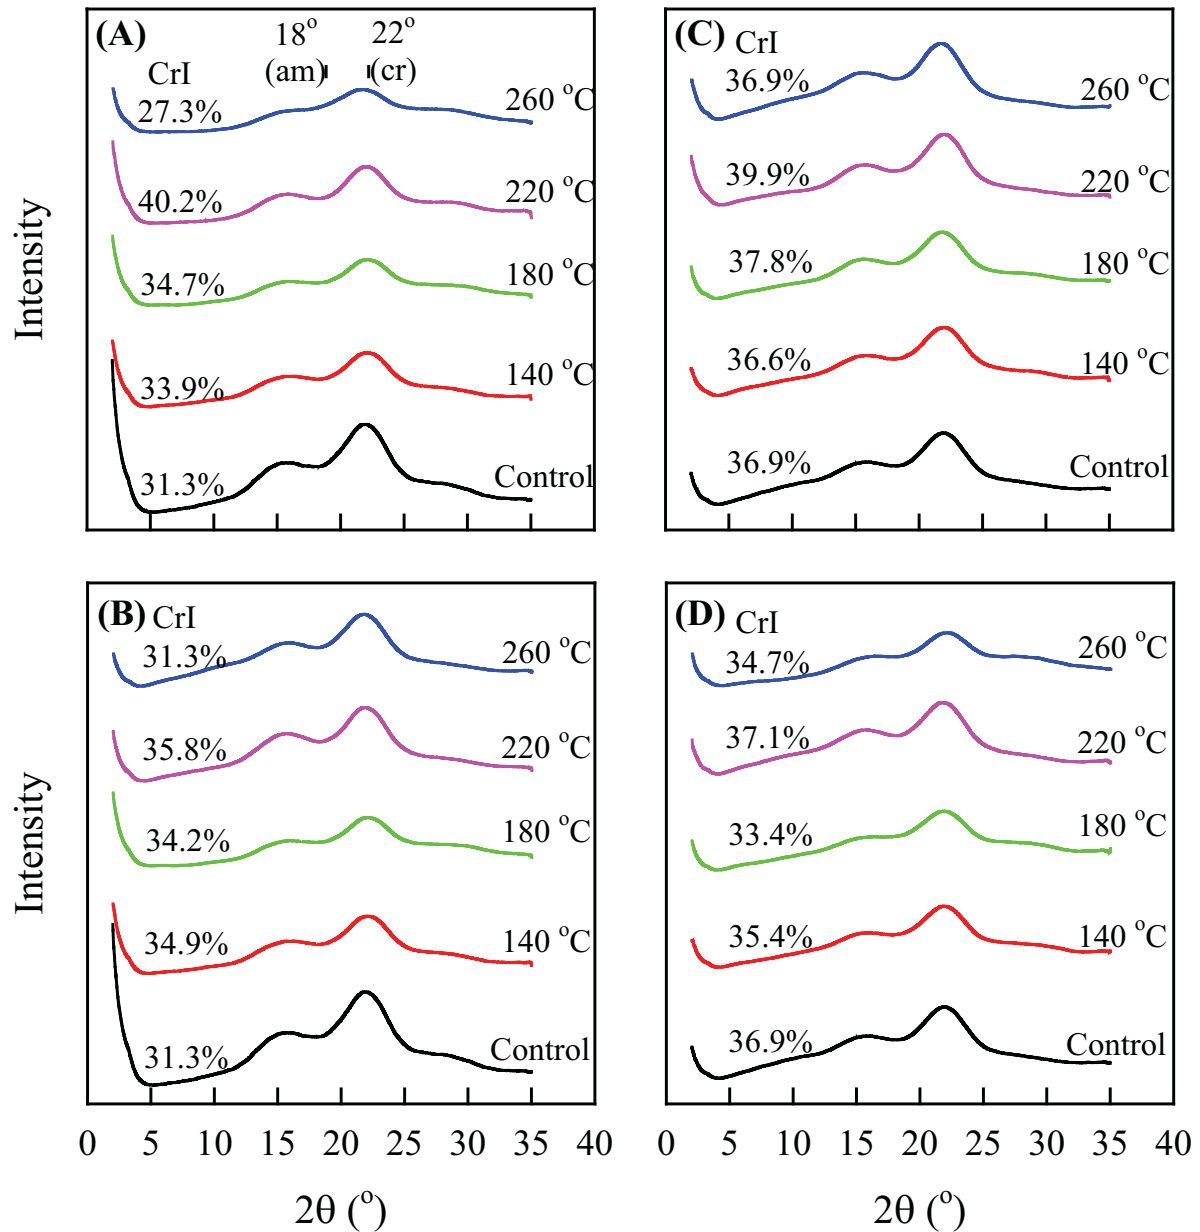 (A)
18° 22°
CrI (am) (cr)
27.3% 260 °C
40.2% 220 °C
34.7% 180 °C
33.9% 140 °C
31.3% Control
Intensity
(C)
CrI
36.9% 260 °C
39.9% 220 °C
37.8% 180 °C
36.6% 140 °C
36.9% Control
(B) CrI
31.3% 260 °C
35.8% 220 °C
34.2% 180 °C
34.9% 140 °C
31.3% Control
Intensity
0 5 10 15 20 25 30 35 40
2θ (°)
(D) CrI
34.7% 260 °C
37.1% 220 °C
33.4% 180 °C
35.4% 140 °C
36.9% Control
0 5 10 15 20 25 30 35 40
2θ (°)